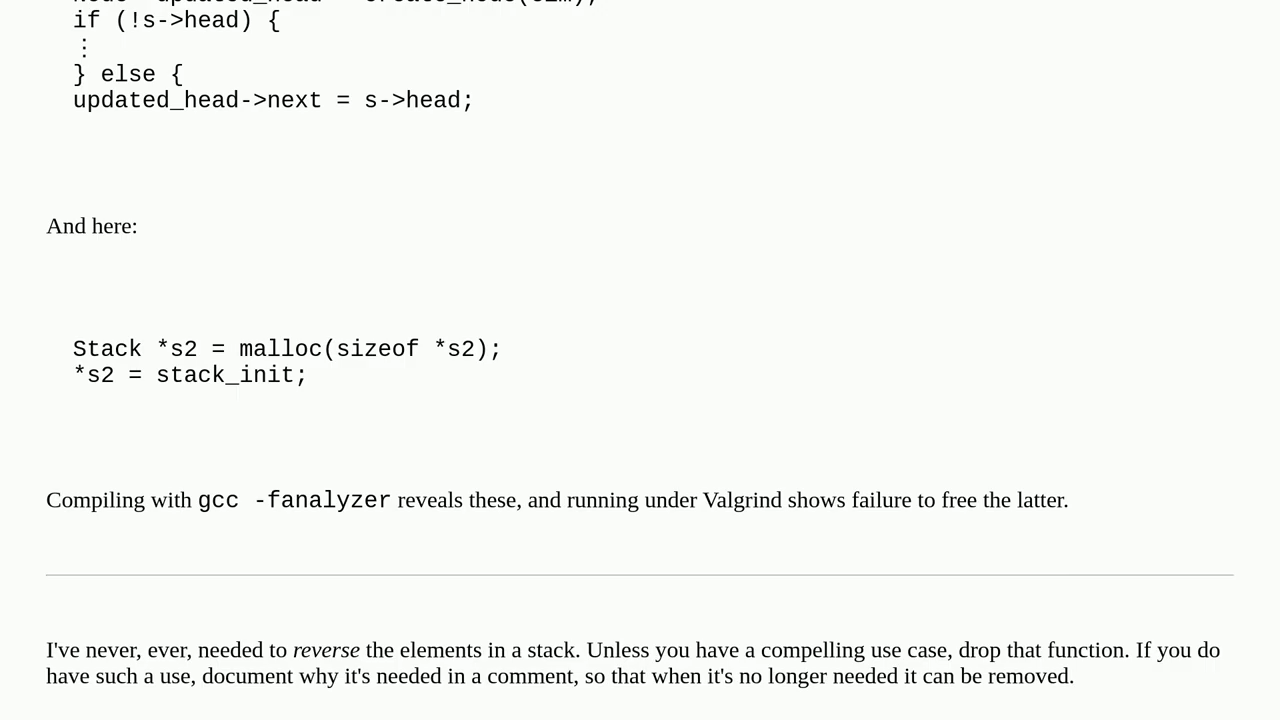 if (!s->head) {
⋮
} else {
updated_head->next = s->head;
And here:
Stack *s2 = malloc(sizeof *s2);
*s2 = stack_init;
Compiling with gcc -fanalyzer reveals these, and running under Valgrind shows failure to free the latter.
I've never, ever, needed to reverse the elements in a stack. Unless you have a compelling use case, drop that function. If you do
have such a use, document why it's needed in a comment, so that when it's no longer needed it can be removed.